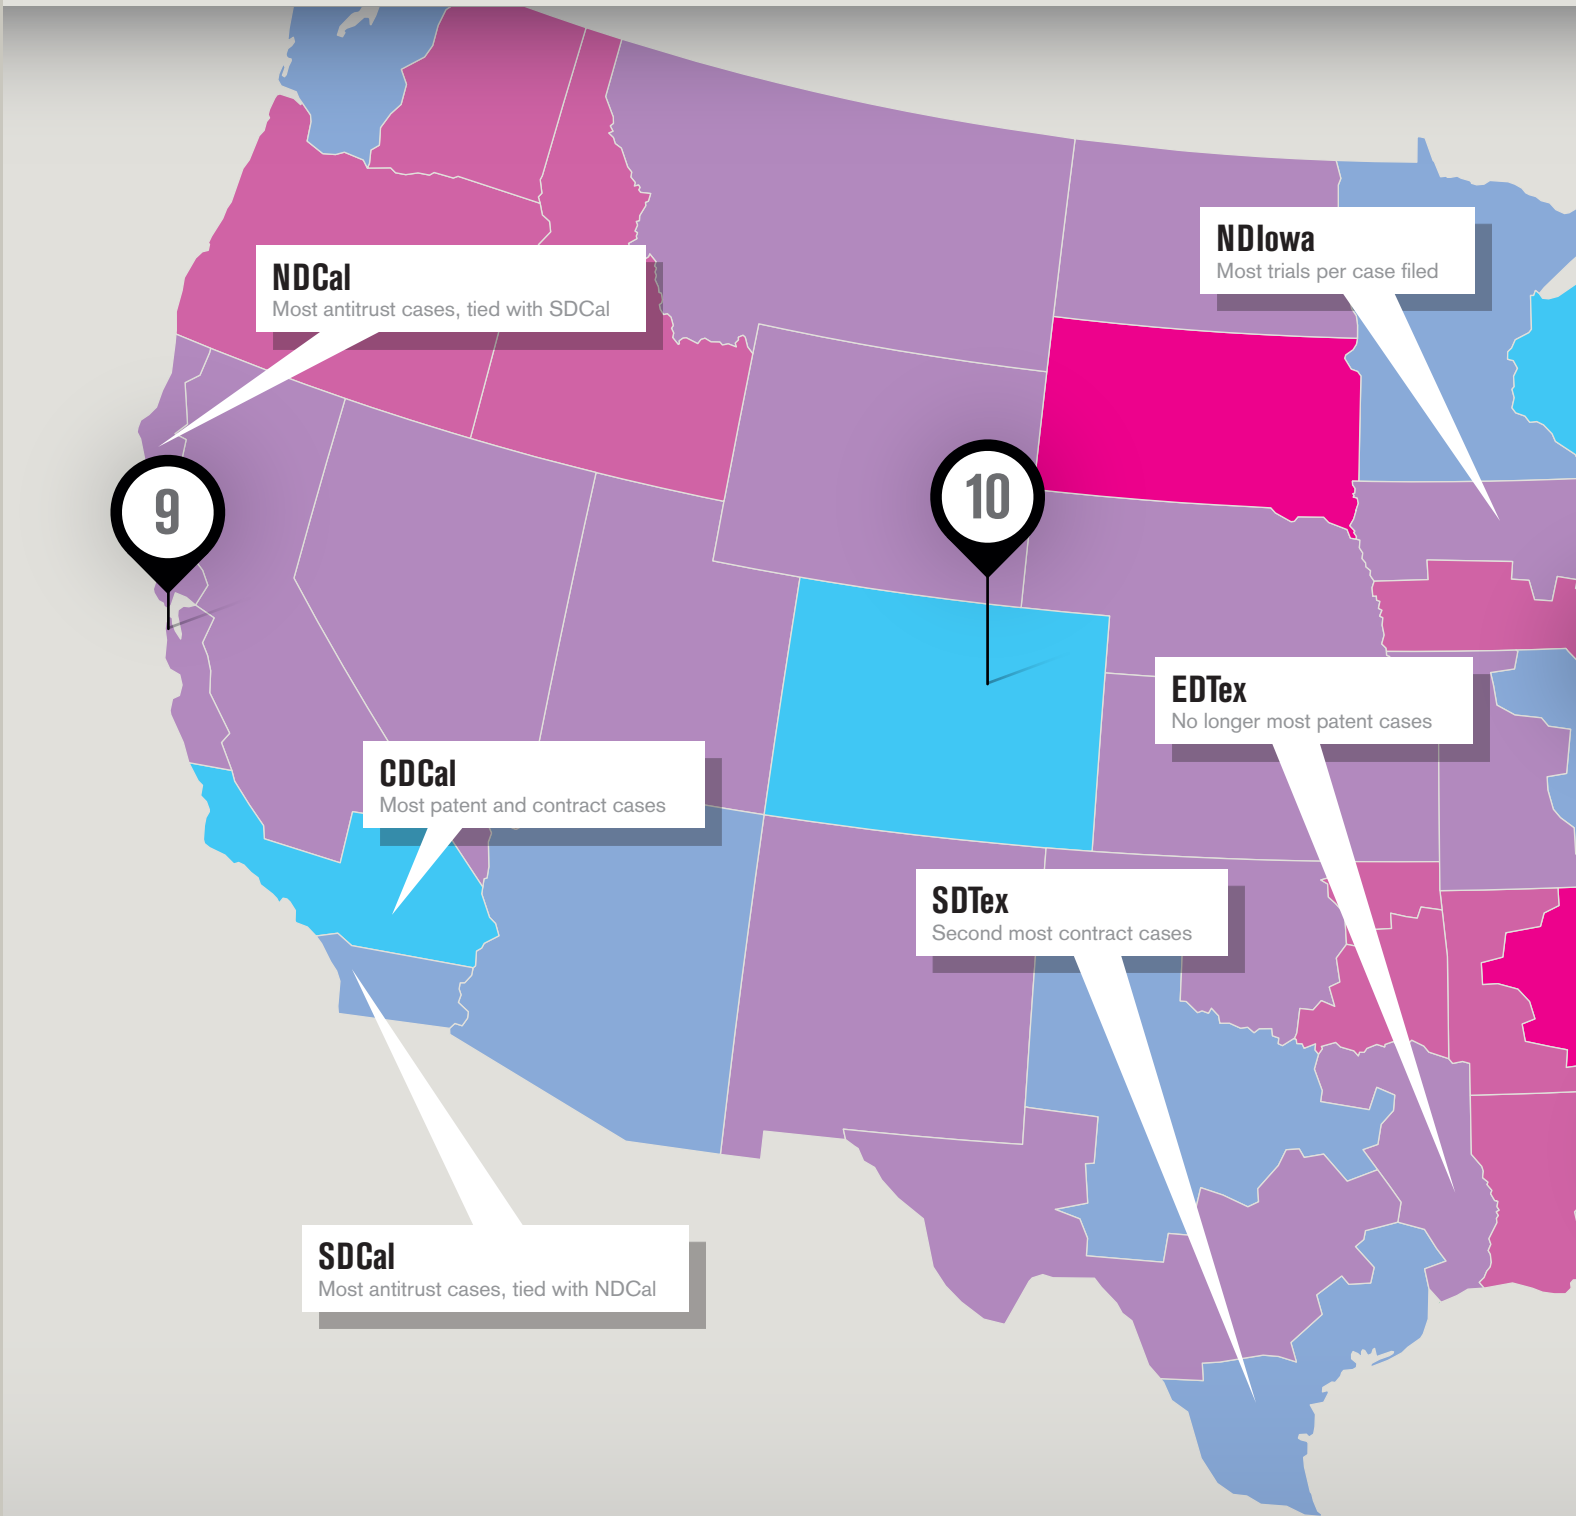 NDCal
Most antitrust cases, tied with SDCal
NDIowa
Most trials per case filed
9
10
EDTex
No longer most patent cases
CDCal
Most patent and contract cases
SDTex
Second most contract cases
SDCal
Most antitrust cases, tied with NDCal